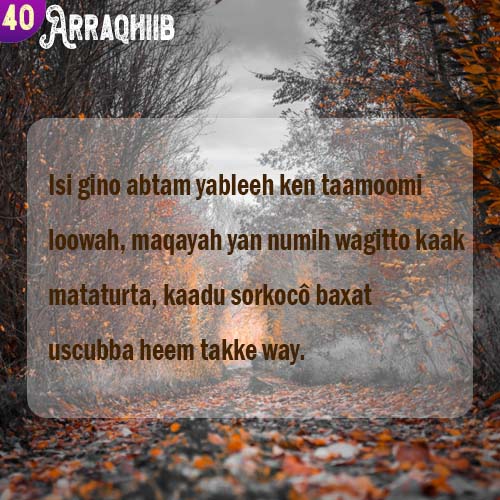 40 ARRAQHIIB
Isi gino abtam yableeh ken taamoomi
loowah, maqayah yan numih wagitto kaak
mataturta, kaadu sorkocô baxat
uscubba heem takke way.